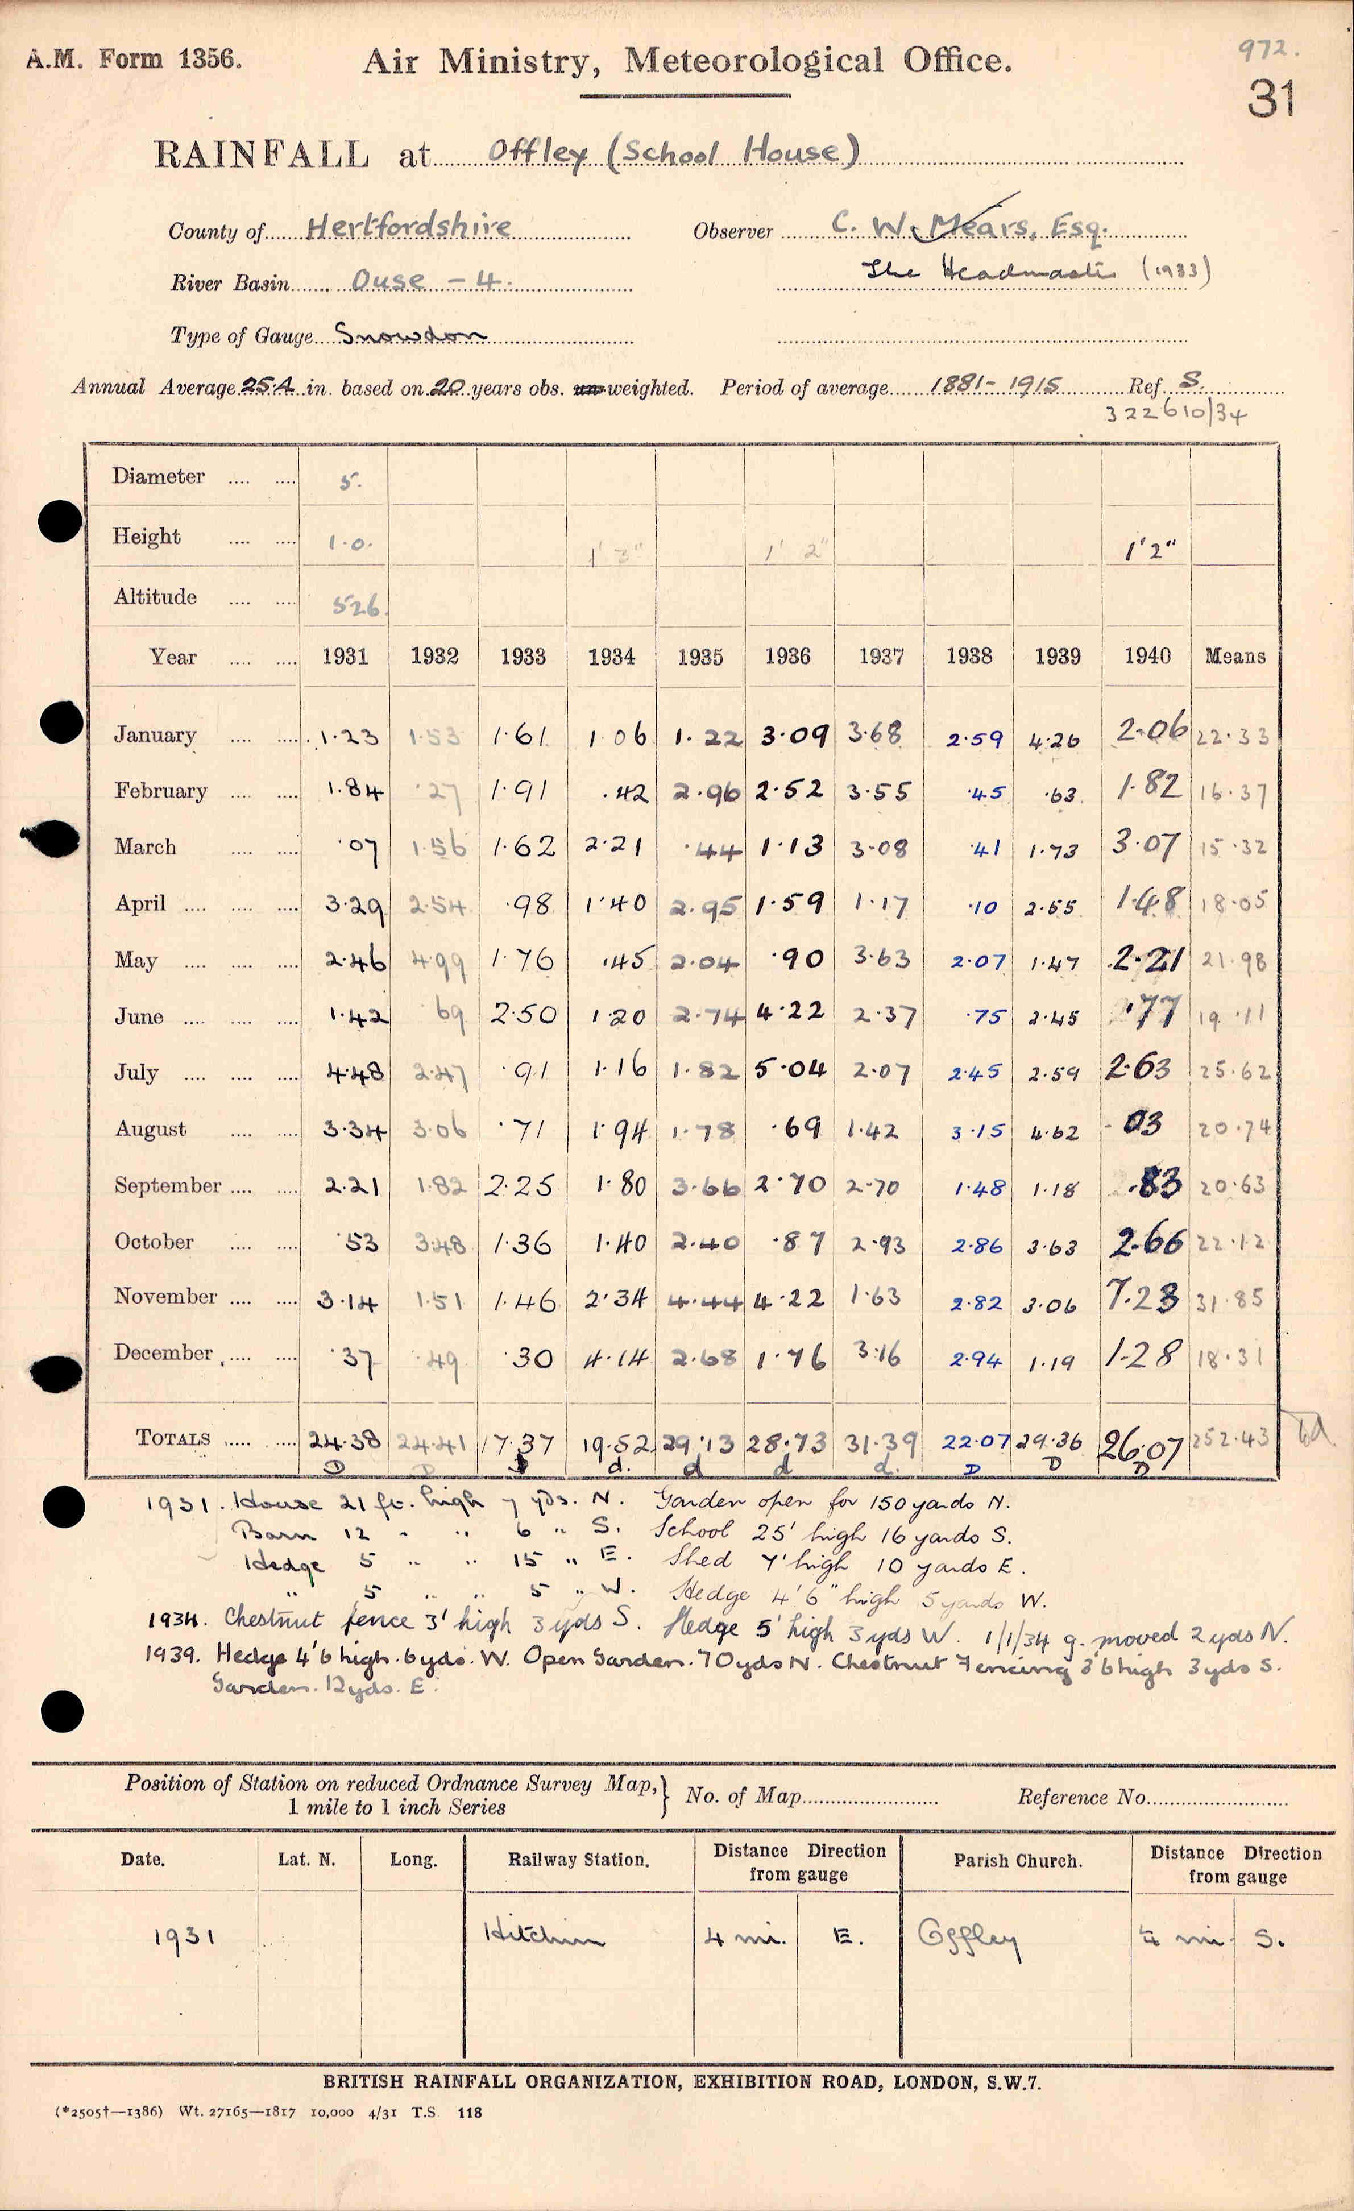 972.
A.M. Form 1356. Air Ministry, Meteorological Office.
31
RAINFALL at Offley (School House)
County of Hertfordshire Observer C. W. Mears, Esq.
River Basin Ouse - 4. The Headmaster (1933)
Type of Gauge Snowdon
Annual Average 25.4 in. based on 20 years obs. un weighted. Period of average 1881-1915 Ref. S.
322610/34
Diameter 5.
Height 1.0. 1' 3" 1' 2" 1'2"
Altitude 526.
Year 1931 1932 1933 1934 1935 1936 1937 1938 1939 1940 Means
January 1.23 1.53 1.61 1.06 1.22 3.09 3.68 2.59 4.26 2.06 22.33
February 1.84 .27 1.91 .42 2.96 2.52 3.55 .45 .63 1.82 16.37
March .07 1.56 1.62 2.21 .44 1.13 3.08 .41 1.73 3.07 15.32
April 3.29 2.54 .98 1.40 2.95 1.59 1.17 .10 2.55 1.48 18.05
May 2.46 4.99 1.76 .45 2.04 .90 3.63 2.07 1.47 2.21 21.98
June 1.42 69 2.50 1.20 2.74 4.22 2.37 .75 2.45 .77 19.11
July 4.48 2.47 .91 1.16 1.82 5.04 2.07 2.45 2.59 2.63 25.62
August 3.34 3.06 .71 1.94 1.78 .69 1.42 3.15 4.62 .03 20.74
September 2.21 1.82 2.25 1.80 3.66 2.70 2.70 1.48 1.18 .83 20.63
October .53 3.48 1.36 1.40 2.40 .87 2.93 2.86 3.63 2.66 22.12
November 3.14 1.51 1.46 2.34 4.44 4.22 1.63 2.82 3.06 7.23 31.85
December .37 .49 .30 4.14 2.68 1.76 3.16 2.94 1.19 1.28 18.31
TOTALS 24.38 24.41 17.37 19.52 29.13 28.73 31.39 22.07 29.36 26.07 252.43
D D d. d d d. D D D
1931. House 21 ft. high 7 yds. N. Garden open for 150 yards N.
Barn 12 " " 6 " S. School 25' high 16 yards S.
Hedge 5 " " 15 " E. Shed 7' high 10 yards E.
" 5 " " 5 " W. Hedge 4'6" high 5 yards W.
1934. Chestnut fence 3' high 3 yds S. Hedge 5' high 3 yds W. 1/1/34 g. moved 2 yds N.
1939. Hedge 4'6 high. 6 yds. W. Open Garden. 70 yds N. Chestnut Fencing 3'6 high 3 yds S.
Garden. 12 yds. E.
Position of Station on reduced Ordnance Survey Map, } No. of Map Reference No.
1 mile to 1 inch Series
Date. Lat. N. Long. Railway Station. Distance Direction from gauge Parish Church. Distance Direction from gauge
1931 Hitchin 4 mi. E. Offley ¼ mi S.
BRITISH RAINFALL ORGANIZATION, EXHIBITION ROAD, LONDON, S.W.7.
(*2505†—1386) Wt. 27165—1817 10,000 4/31 T.S. 118